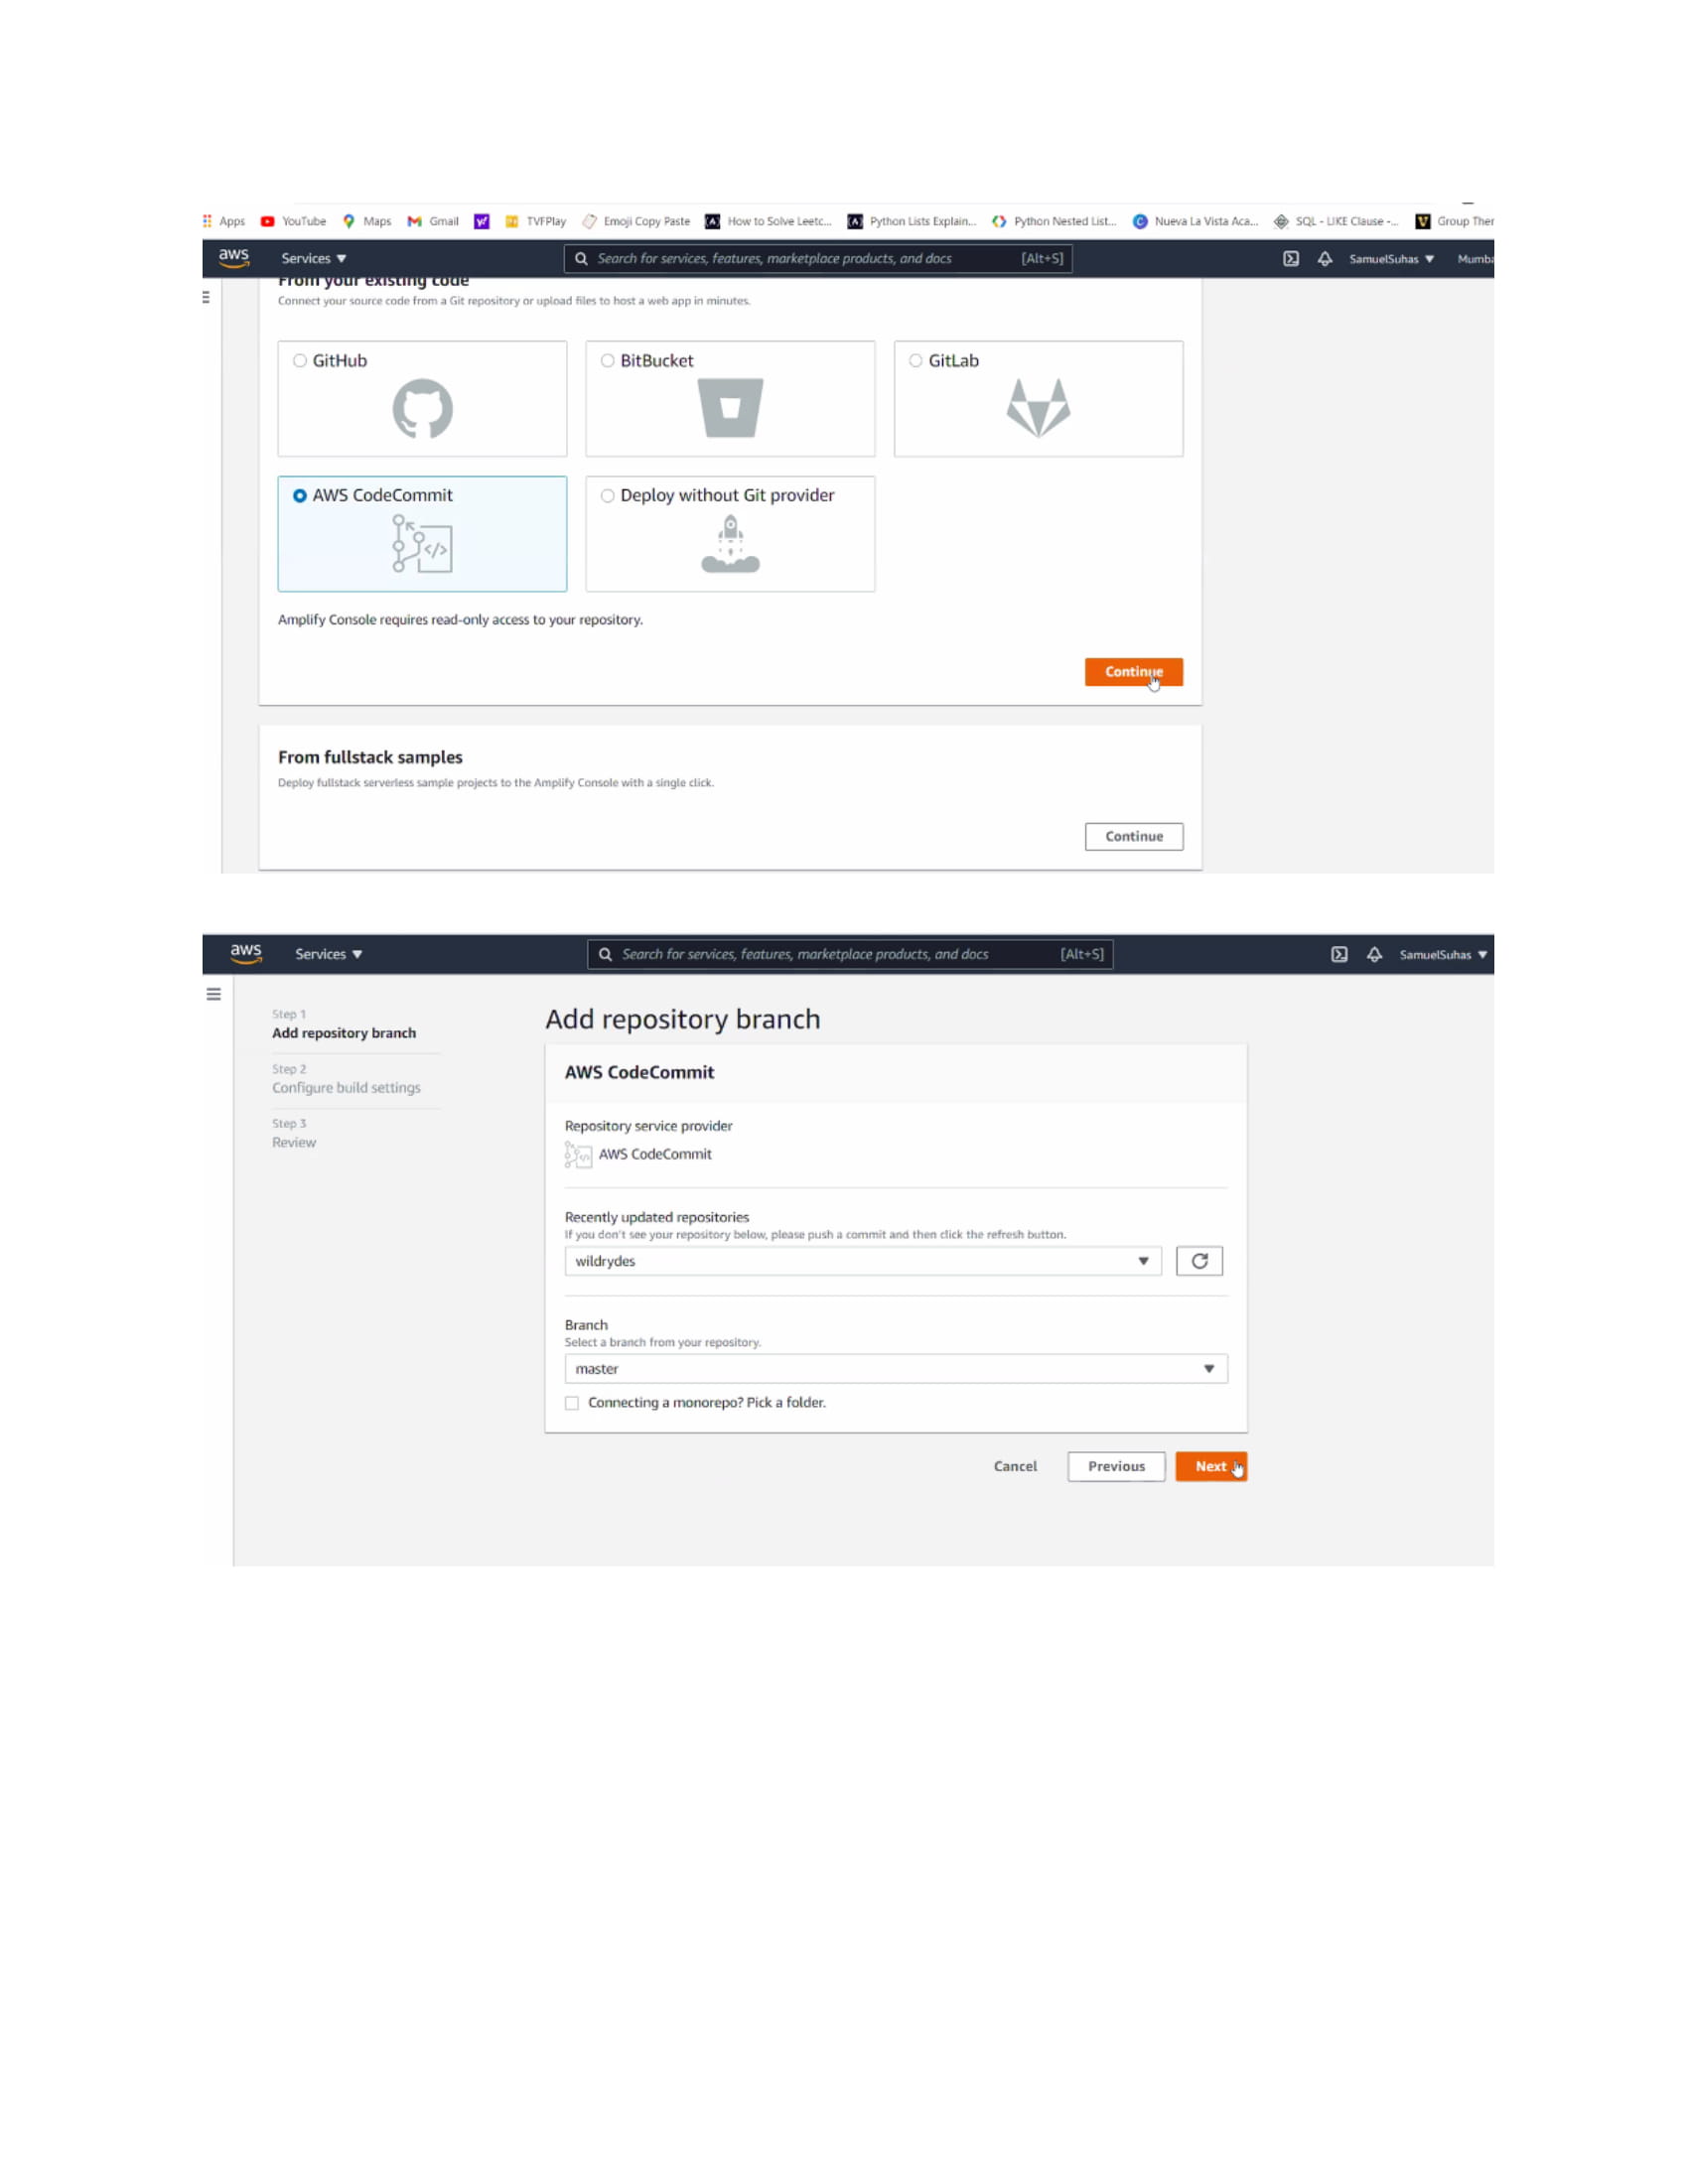 Apps YouTube Maps Gmail TVFPlay Emoji Copy Paste How to Solve Leetc... Python Lists Explain... Python Nested List... Nueva La Vista Aca... SQL - LIKE Clause -... Group Ther
aws Services ▼ Search for services, features, marketplace products, and docs [Alt+S] SamuelSuhas ▼ Mumba
From your existing code
Connect your source code from a Git repository or upload files to host a web app in minutes.
GitHub BitBucket GitLab
AWS CodeCommit Deploy without Git provider
Amplify Console requires read-only access to your repository.
Continue
From fullstack samples
Deploy fullstack serverless sample projects to the Amplify Console with a single click.
Continue
aws Services ▼ Search for services, features, marketplace products, and docs [Alt+S] SamuelSuhas ▼
Step 1
Add repository branch
Step 2
Configure build settings
Step 3
Review
Add repository branch
AWS CodeCommit
Repository service provider
AWS CodeCommit
Recently updated repositories
If you don't see your repository below, please push a commit and then click the refresh button.
wildrydes
Branch
Select a branch from your repository.
master
Connecting a monorepo? Pick a folder.
Cancel Previous Next